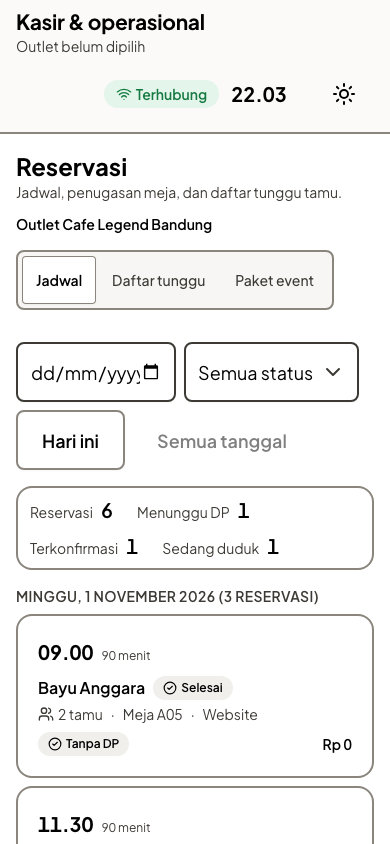 Kasir & operasional
Outlet belum dipilih
Terhubung 22.03
Reservasi
Jadwal, penugasan meja, dan daftar tunggu tamu.
Outlet Cafe Legend Bandung
Jadwal Daftar tunggu Paket event
dd/mm/yyyy Semua status
Hari ini Semua tanggal
Reservasi 6 Menunggu DP 1
Terkonfirmasi 1 Sedang duduk 1
MINGGU, 1 NOVEMBER 2026 (3 RESERVASI)
09.00 90 menit
Bayu Anggara Selesai
2 tamu · Meja A05 · Website
Tanpa DP Rp 0
11.30 90 menit